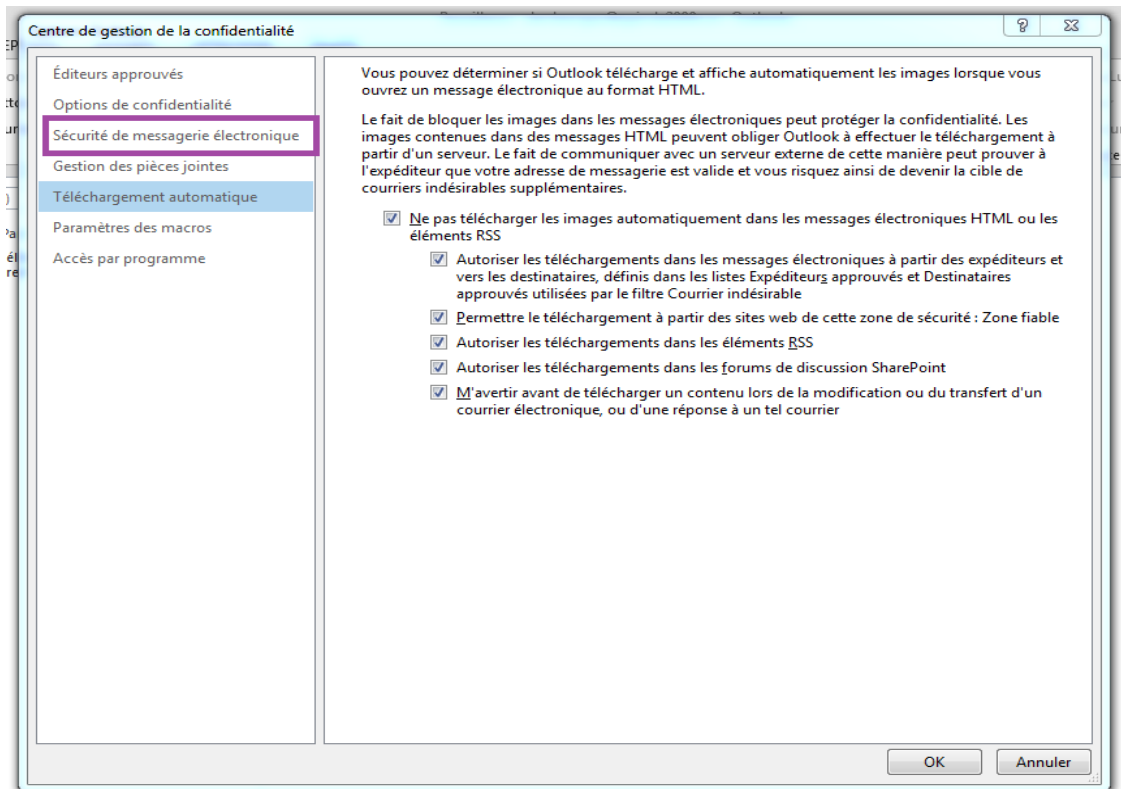 Centre de gestion de la confidentialité
Éditeurs approuvés
Options de confidentialité
Sécurité de messagerie électronique
Gestion des pièces jointes
Téléchargement automatique
Paramètres des macros
Accès par programme
Vous pouvez déterminer si Outlook télécharge et affiche automatiquement les images lorsque vous
ouvrez un message électronique au format HTML.
Le fait de bloquer les images dans les messages électroniques peut protéger la confidentialité. Les
images contenues dans des messages HTML peuvent obliger Outlook à effectuer le téléchargement à
partir d'un serveur. Le fait de communiquer avec un serveur externe de cette manière peut prouver à
l'expéditeur que votre adresse de messagerie est valide et vous risquez ainsi de devenir la cible de
courriers indésirables supplémentaires.
Ne pas télécharger les images automatiquement dans les messages électroniques HTML ou les
éléments RSS
Autoriser les téléchargements dans les messages électroniques à partir des expéditeurs et
vers les destinataires, définis dans les listes Expéditeurs approuvés et Destinataires
approuvés utilisées par le filtre Courrier indésirable
Permettre le téléchargement à partir des sites web de cette zone de sécurité : Zone fiable
Autoriser les téléchargements dans les éléments RSS
Autoriser les téléchargements dans les forums de discussion SharePoint
M'avertir avant de télécharger un contenu lors de la modification ou du transfert d'un
courrier électronique, ou d'une réponse à un tel courrier
OK
Annuler